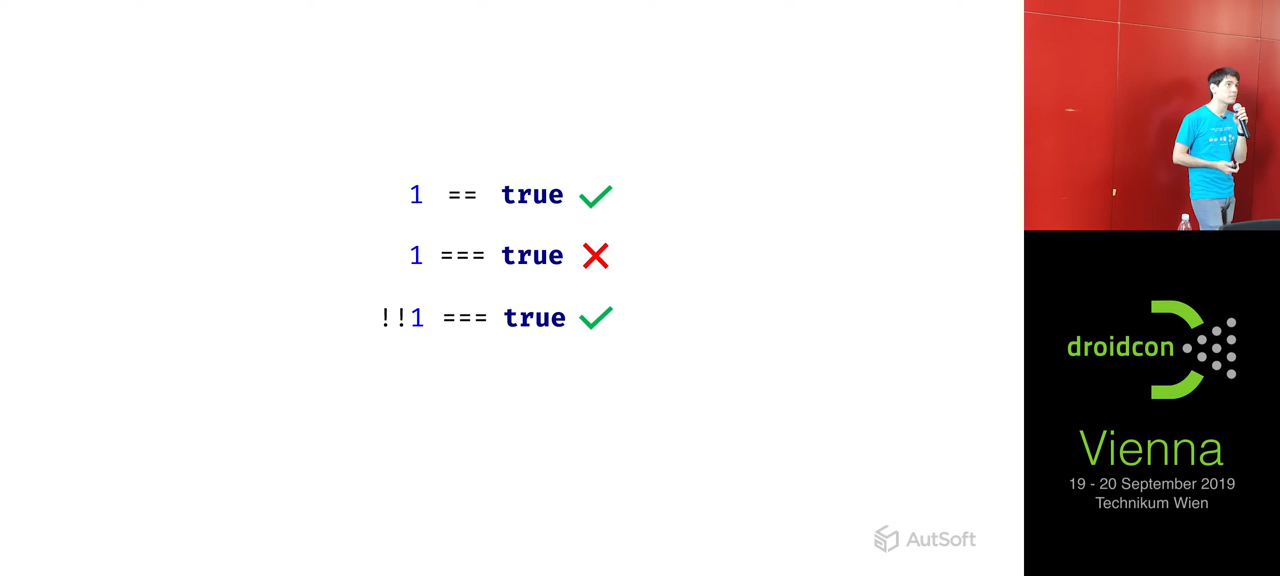 1 == true
1 === true
!!1 === true
AutSoft
droidcon
Vienna
19 - 20 September 2019
Technikum Wien